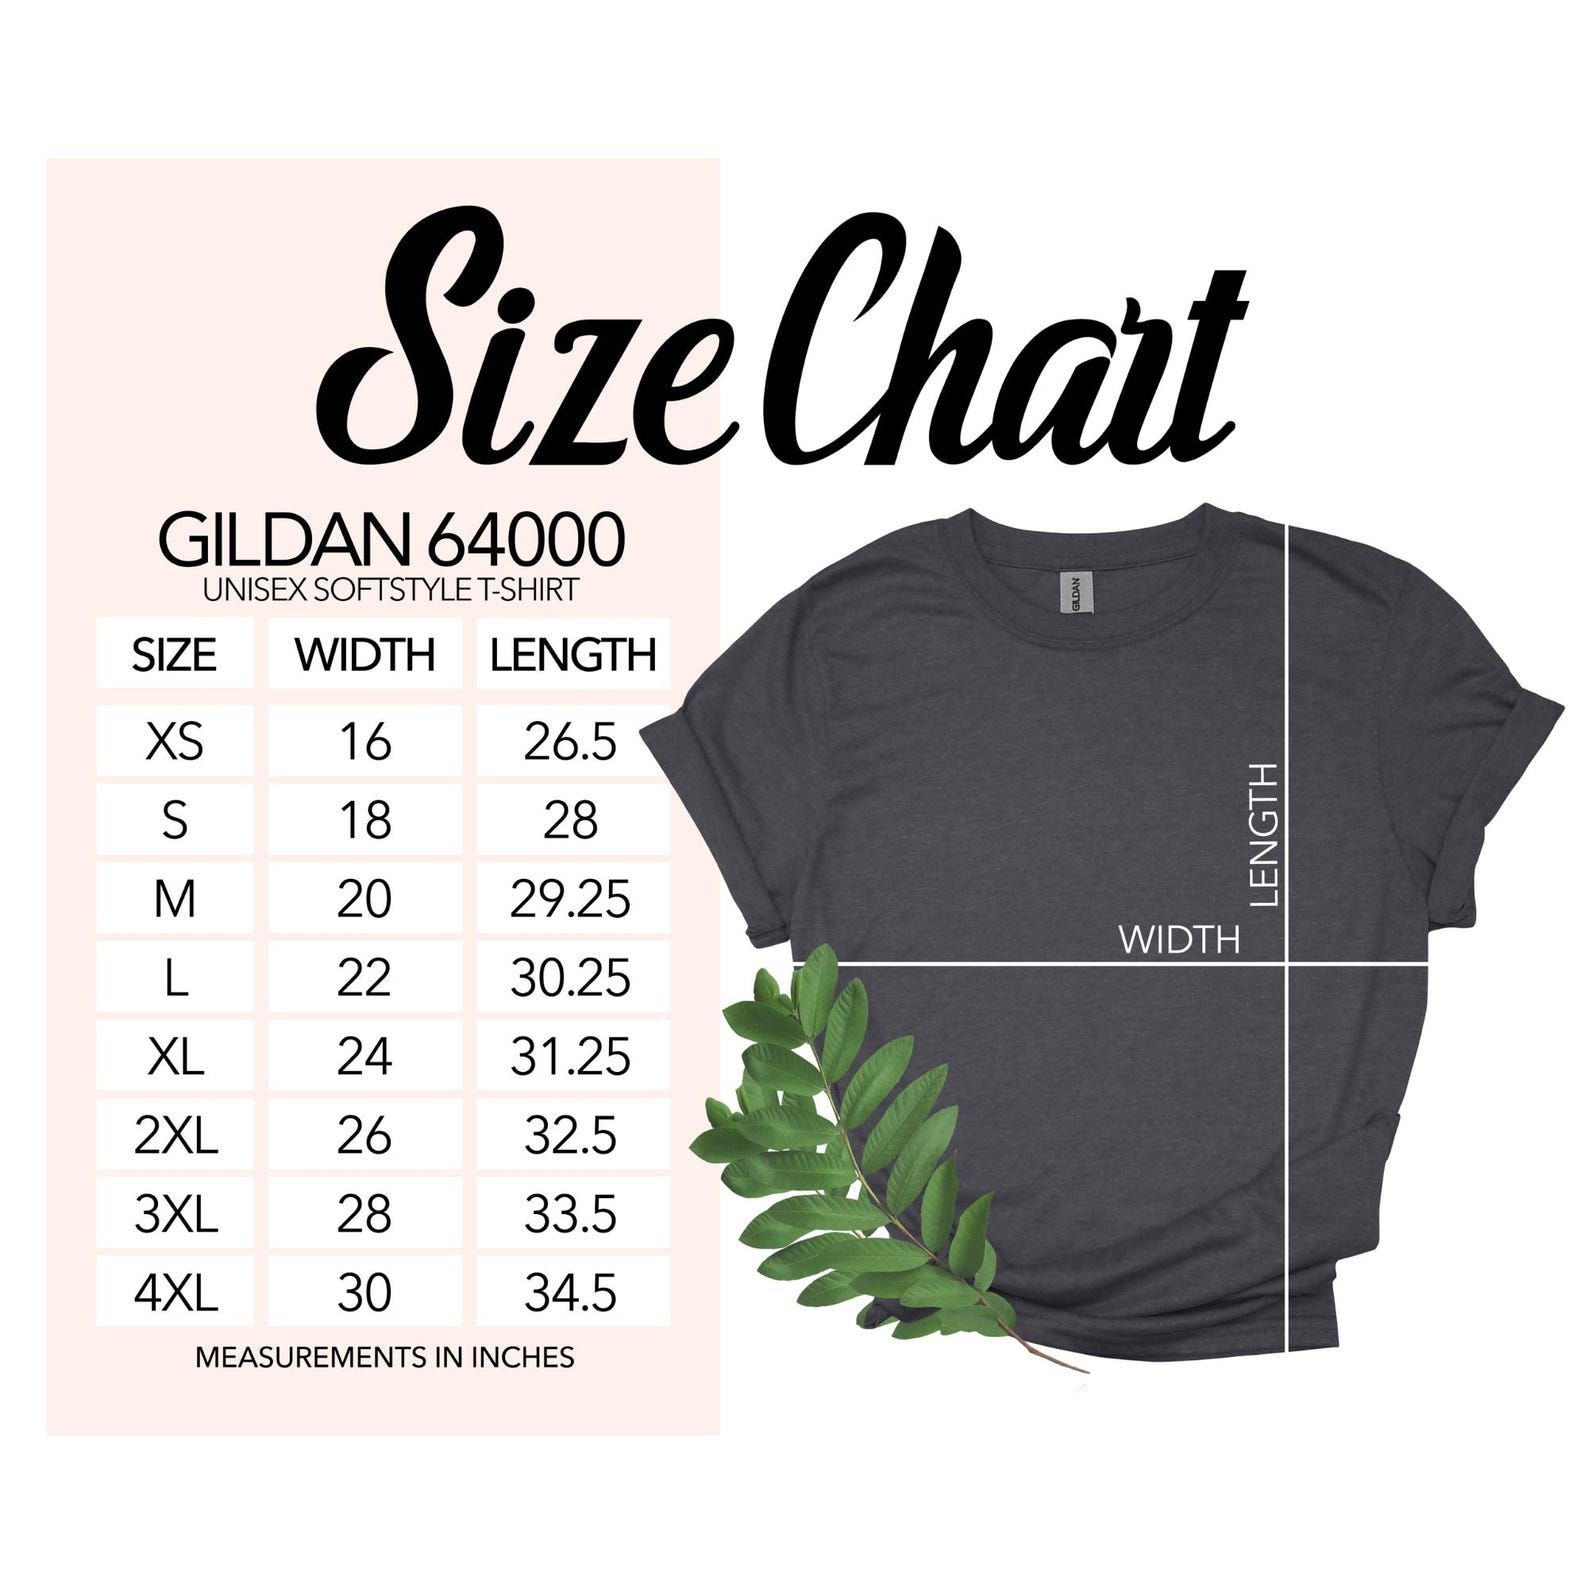 Size Chart
GILDAN 64000
UNISEX SOFTSTYLE T-SHIRT
SIZE WIDTH LENGTH
XS 16 26.5
S 18 28
M 20 29.25
L 22 30.25
XL 24 31.25
2XL 26 32.5
3XL 28 33.5
4XL 30 34.5
MEASUREMENTS IN INCHES
GILDAN
LENGTH
WIDTH